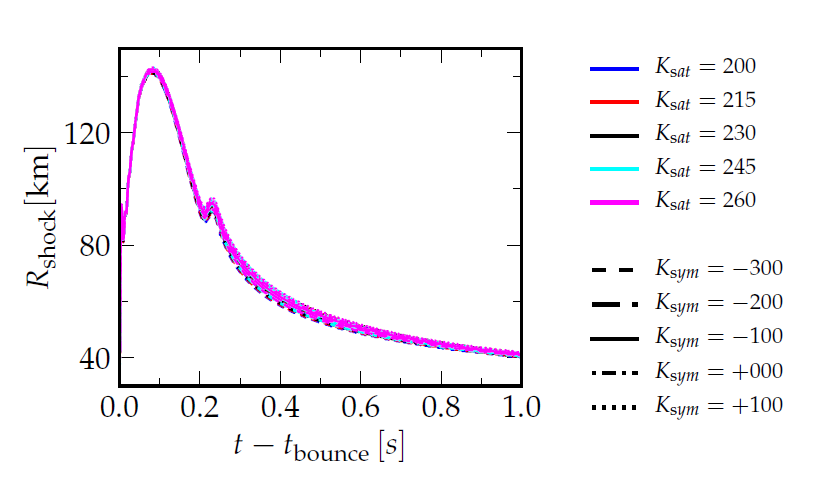 120
80
40
R_shock[km]
0.0 0.2 0.4 0.6 0.8 1.0
t − t_bounce [s]
K_sat = 200
K_sat = 215
K_sat = 230
K_sat = 245
K_sat = 260
K_sym = −300
K_sym = −200
K_sym = −100
K_sym = +000
K_sym = +100